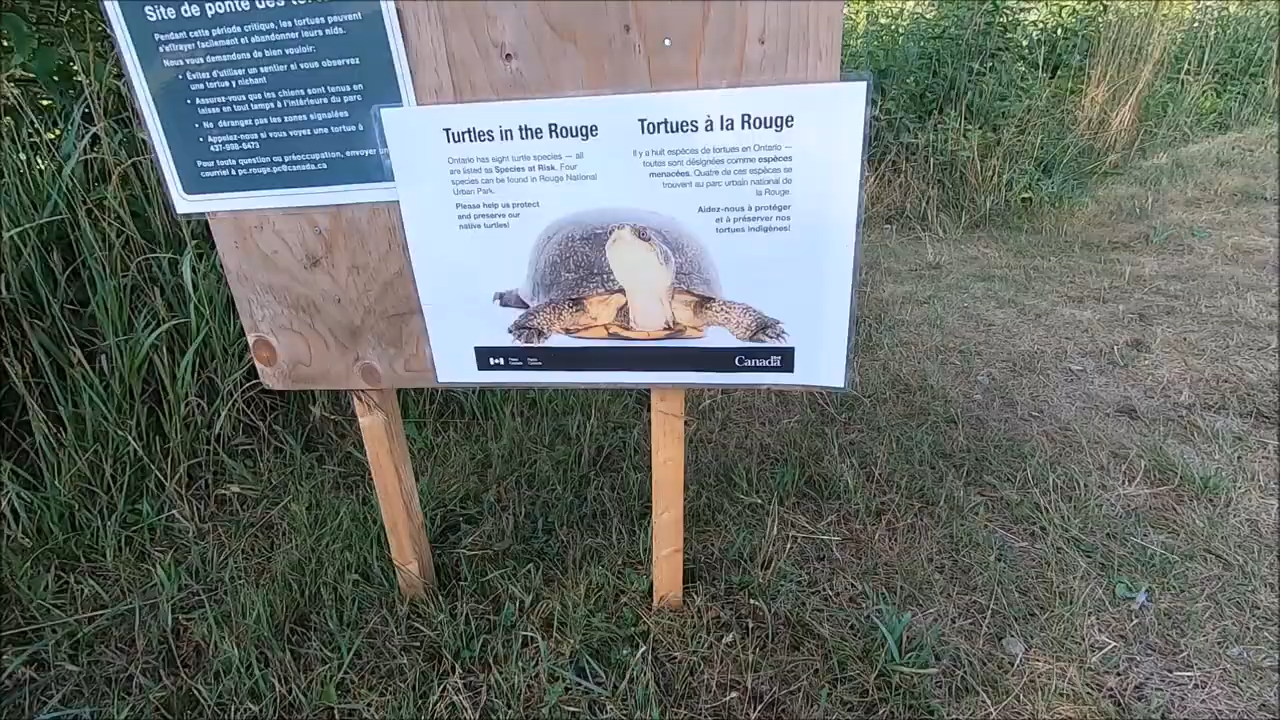 Site de ponte des
Pendant cette période critique, les tortues peuvent
s'effrayer facilement et abandonner leurs nids.
Nous vous demandons de bien vouloir:
• Évitez d'utiliser un sentier si vous observez
une tortue y nichant
• Assurez-vous que les chiens sont tenus en
laisse en tout temps à l'intérieure du parc
• Ne dérangez pas les zones signalées
• Appelez-nous si vous voyez une tortue à
Pour toute question ou préoccupation, envoyer un
courriel à pc.rouge.pc@canada.ca
Turtles in the Rouge
Ontario has eight turtle species — all
are listed as Species at Risk. Four
species can be found in Rouge National
Urban Park.
Please help us protect
and preserve our
native turtles!
Tortues à la Rouge
Il y a huit espèces de tortues en Ontario —
toutes sont désignées comme espèces
menacées. Quatre de ces espèces se
trouvent au parc urbain national de
la Rouge.
Aidez-nous à protéger
et à préserver nos
tortues indigènes!
Parks Parcs
Canada Canada
Canada